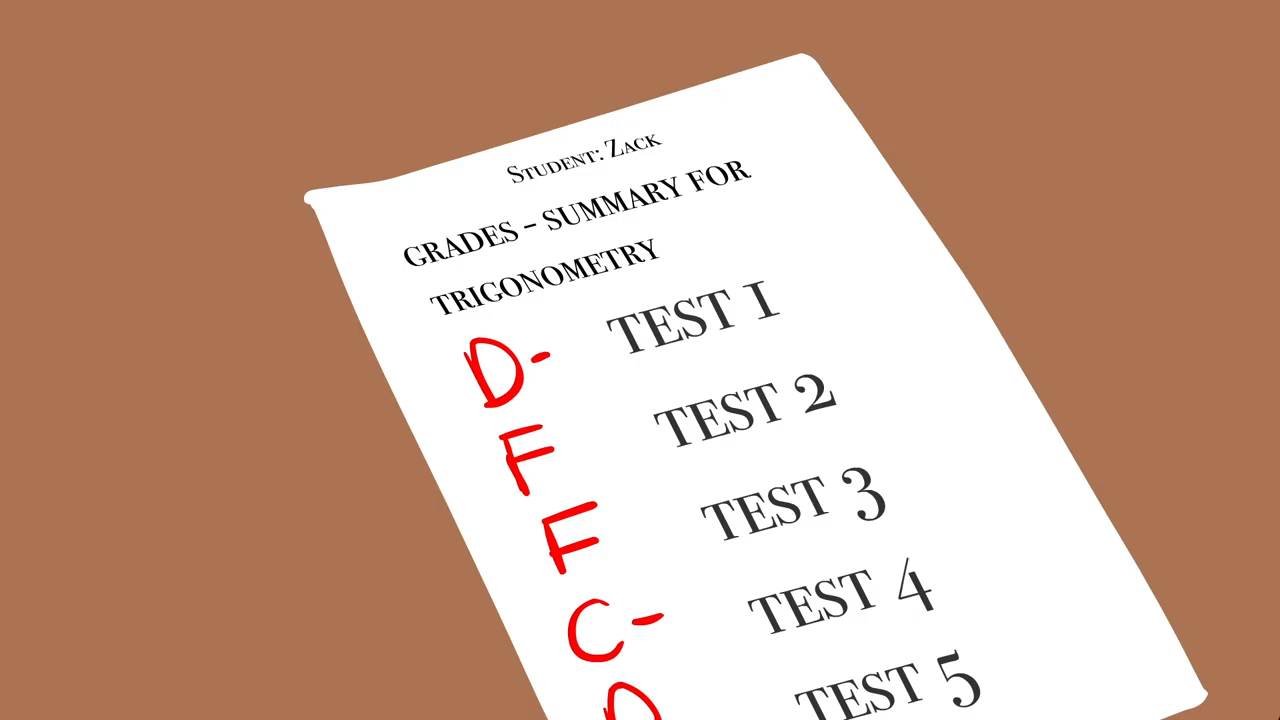 Student: Zack
GRADES - SUMMARY FOR
TRIGONOMETRY
D- TEST 1
F TEST 2
F TEST 3
C- TEST 4
TEST 5